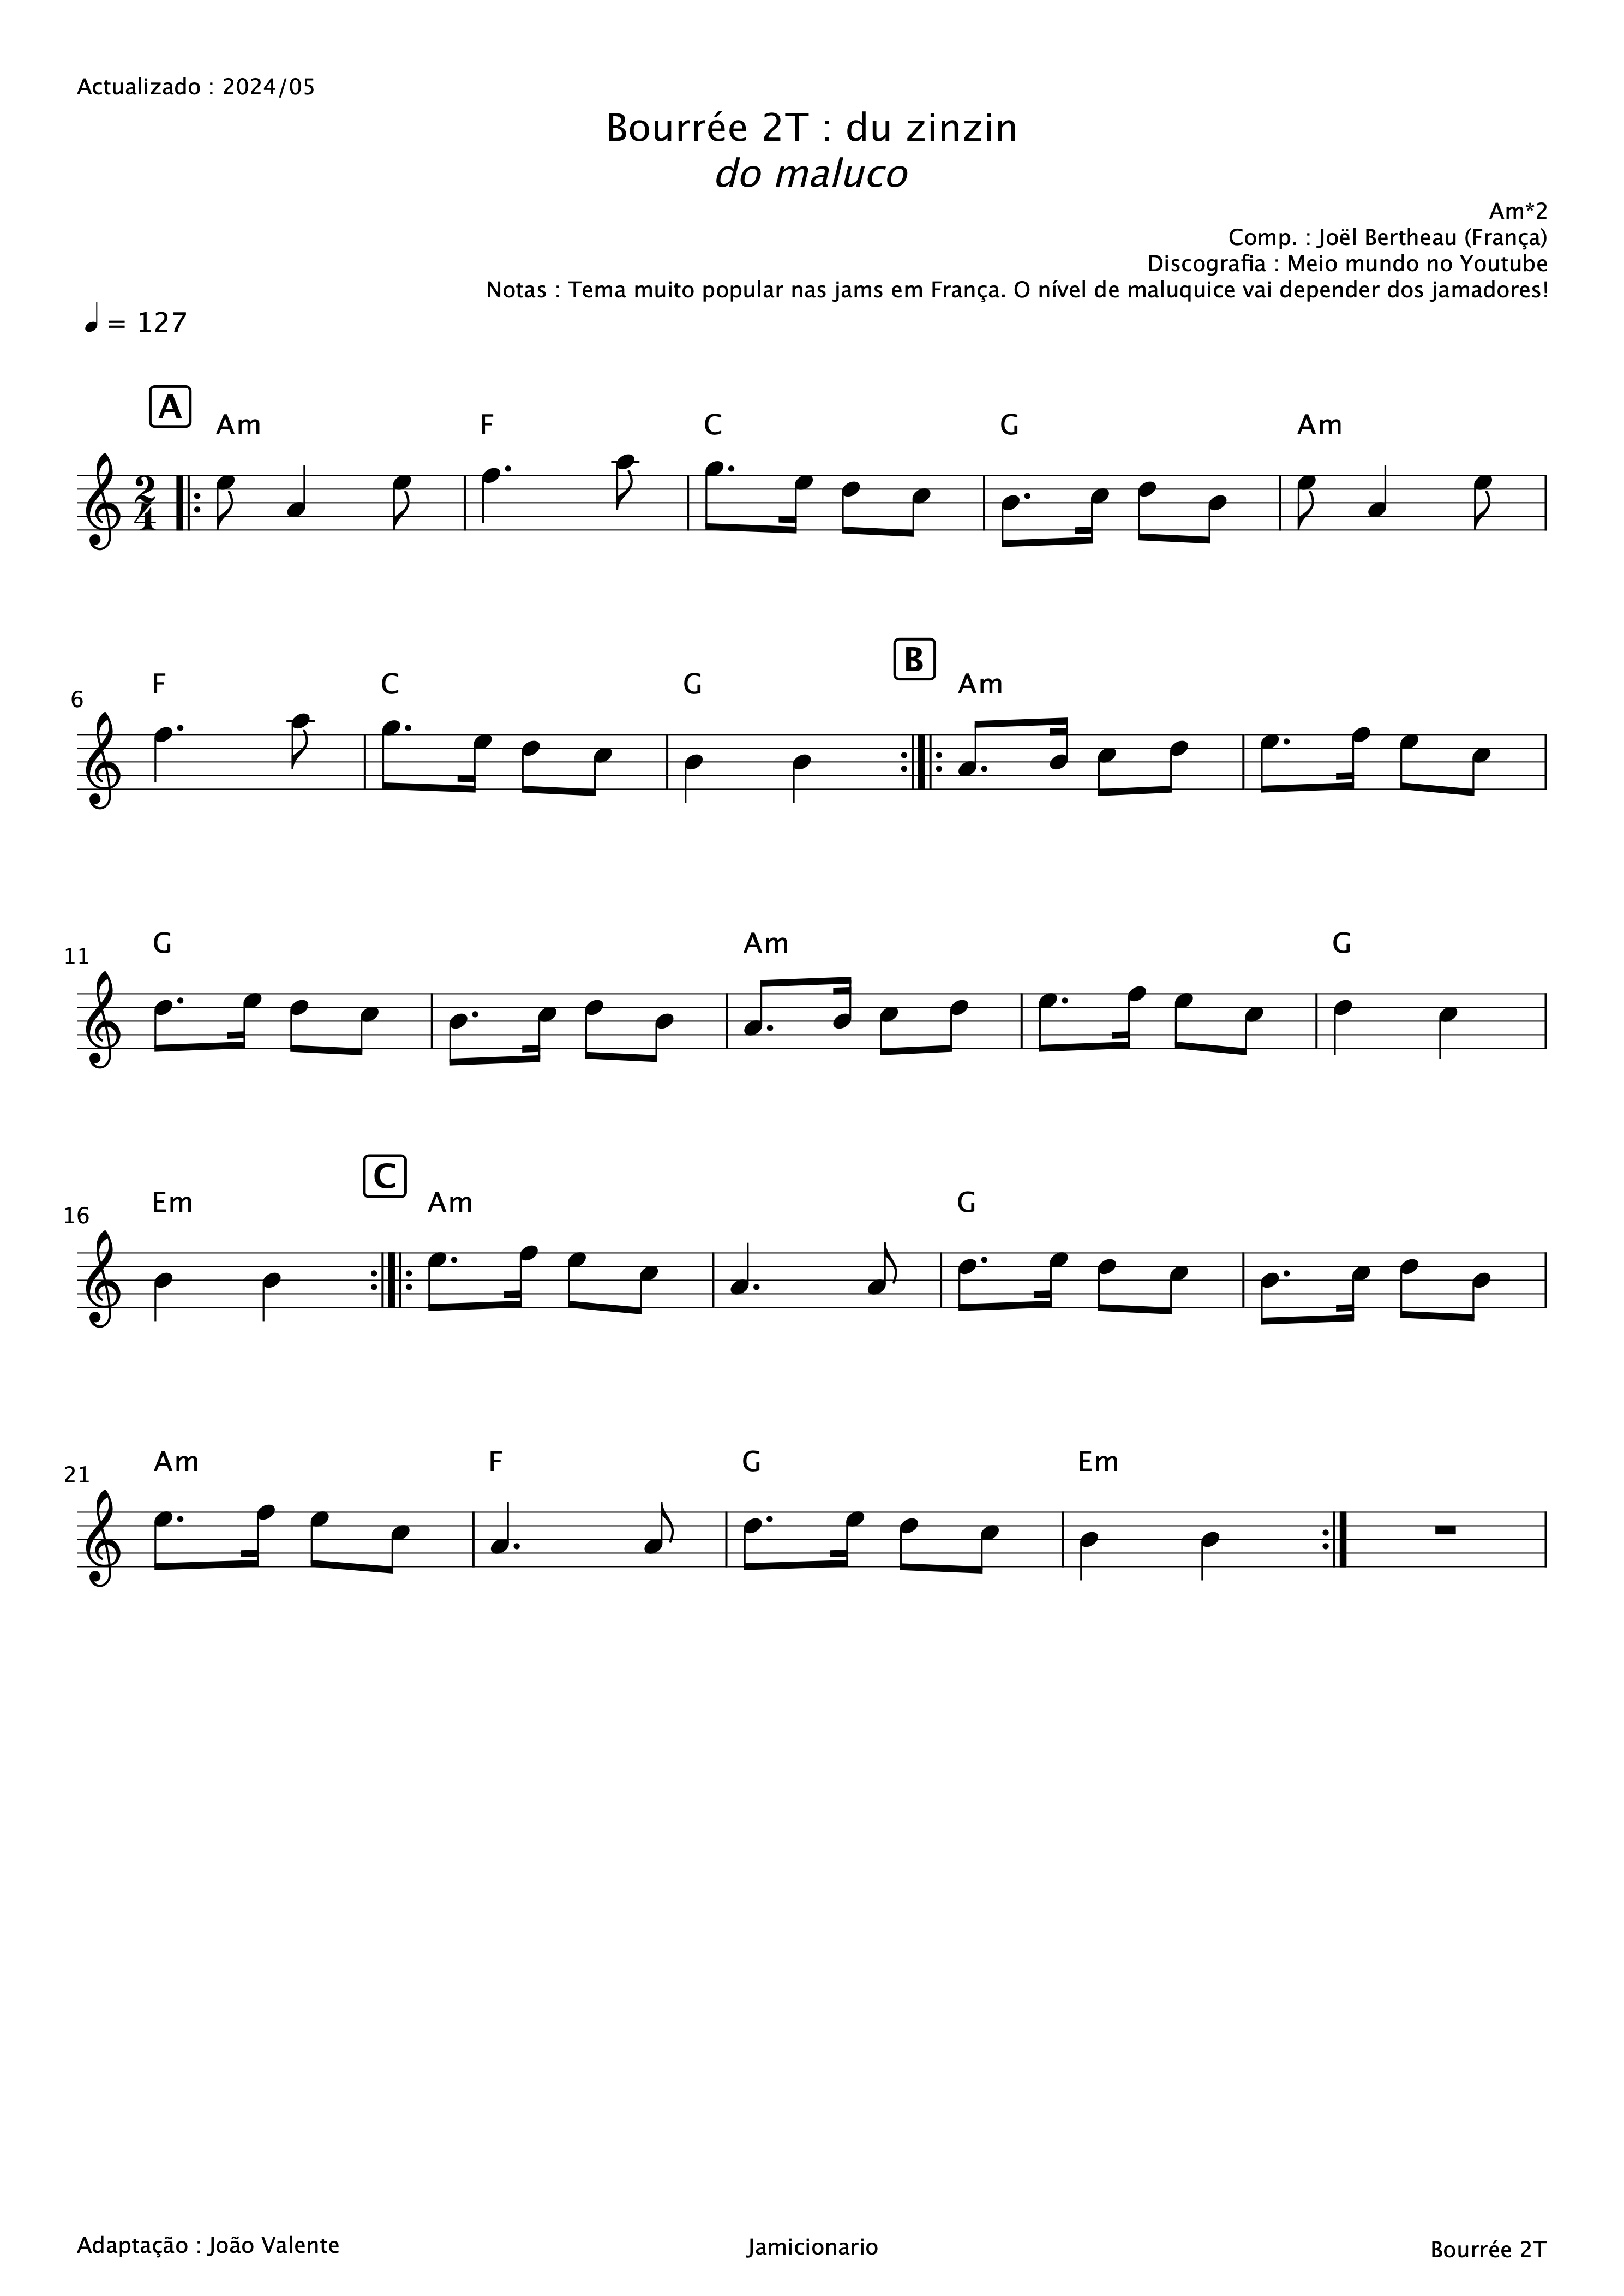 Actualizado : 2024/05
Bourrée 2T : du zinzin
do maluco
Am*2
Comp. : Joël Bertheau (França)
Discografia : Meio mundo no Youtube
Notas : Tema muito popular nas jams em França. O nível de maluquice vai depender dos jamadores!
= 127
A
Am F C G Am
2
4
B
6 F C G Am
11 G Am G
C
16 Em Am G
21 Am F G Em
Adaptação : João Valente
Jamicionario
Bourrée 2T